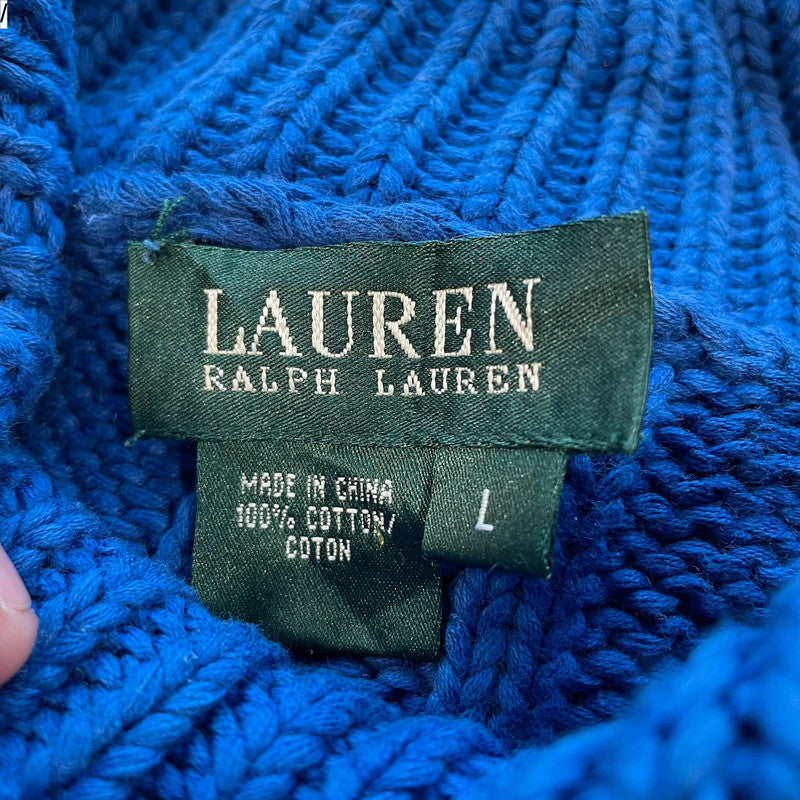 /
LAUREN
RALPH LAUREN
MADE IN CHINA
100% COTTON/
COTON
L